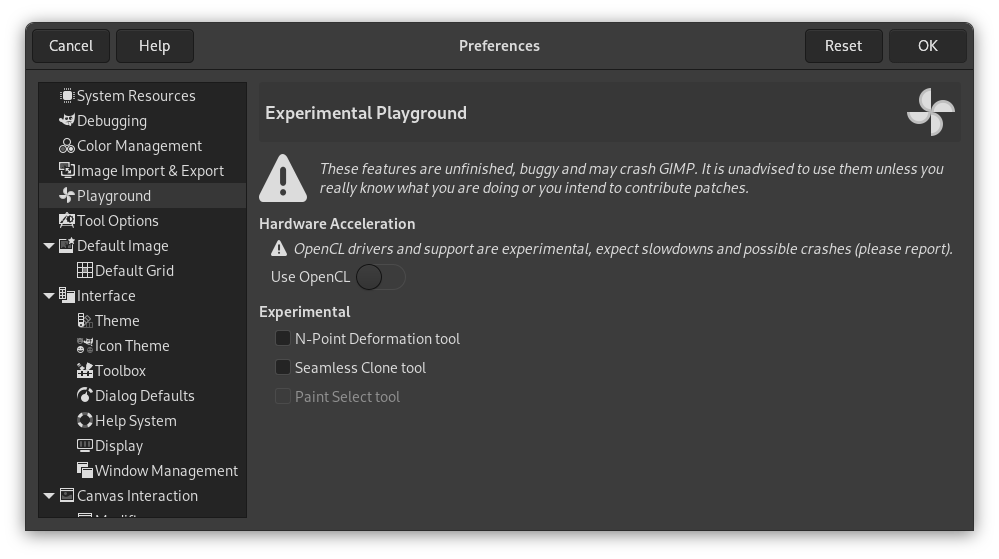 Cancel
Help
Preferences
Reset
OK
System Resources
Debugging
Color Management
Image Import & Export
Playground
Tool Options
Default Image
Default Grid
Interface
Theme
Icon Theme
Toolbox
Dialog Defaults
Help System
Display
Window Management
Canvas Interaction
Experimental Playground
These features are unfinished, buggy and may crash GIMP. It is unadvised to use them unless you
really know what you are doing or you intend to contribute patches.
Hardware Acceleration
OpenCL drivers and support are experimental, expect slowdowns and possible crashes (please report).
Use OpenCL
Experimental
N-Point Deformation tool
Seamless Clone tool
Paint Select tool